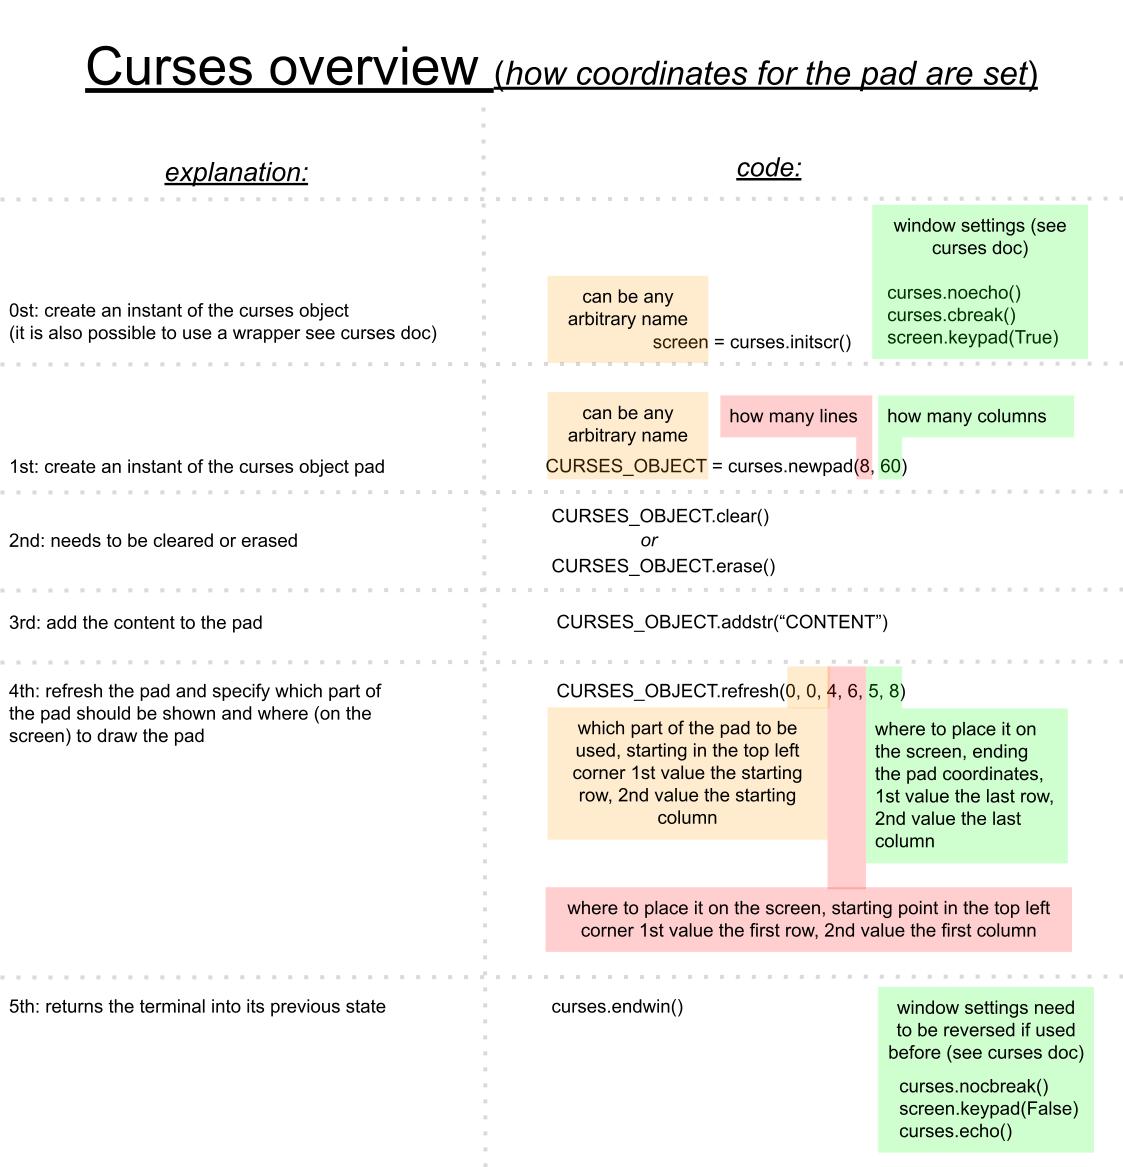 Curses overview (how coordinates for the pad are set)
explanation:
code:
0st: create an instant of the curses object
(it is also possible to use a wrapper see curses doc)
can be any
arbitrary name
screen = curses.initscr()
window settings (see
curses doc)
curses.noecho()
curses.cbreak()
screen.keypad(True)
1st: create an instant of the curses object pad
can be any
arbitrary name
how many lines
how many columns
CURSES_OBJECT = curses.newpad(8, 60)
2nd: needs to be cleared or erased
CURSES_OBJECT.clear()
or
CURSES_OBJECT.erase()
3rd: add the content to the pad
CURSES_OBJECT.addstr(“CONTENT”)
4th: refresh the pad and specify which part of
the pad should be shown and where (on the
screen) to draw the pad
CURSES_OBJECT.refresh(0, 0, 4, 6, 5, 8)
which part of the pad to be
used, starting in the top left
corner 1st value the starting
row, 2nd value the starting
column
where to place it on
the screen, ending
the pad coordinates,
1st value the last row,
2nd value the last
column
where to place it on the screen, starting point in the top left
corner 1st value the first row, 2nd value the first column
5th: returns the terminal into its previous state
curses.endwin()
window settings need
to be reversed if used
before (see curses doc)
curses.nocbreak()
screen.keypad(False)
curses.echo()